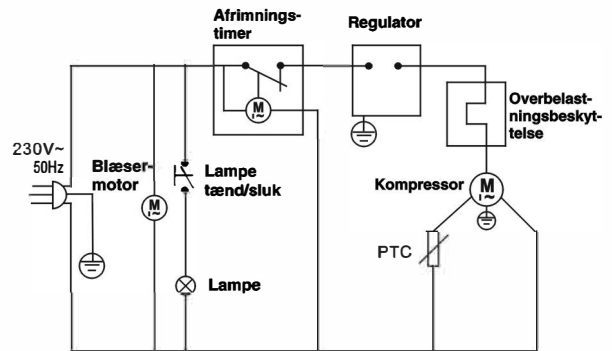 Afrimnings-
timer
Regulator
M
~
Overbelast-
ningsbeskyt-
telse
230V~
50Hz
Blæser-
motor
M
~
Lampe
tænd/sluk
Kompressor
M
~
PTC
Lampe